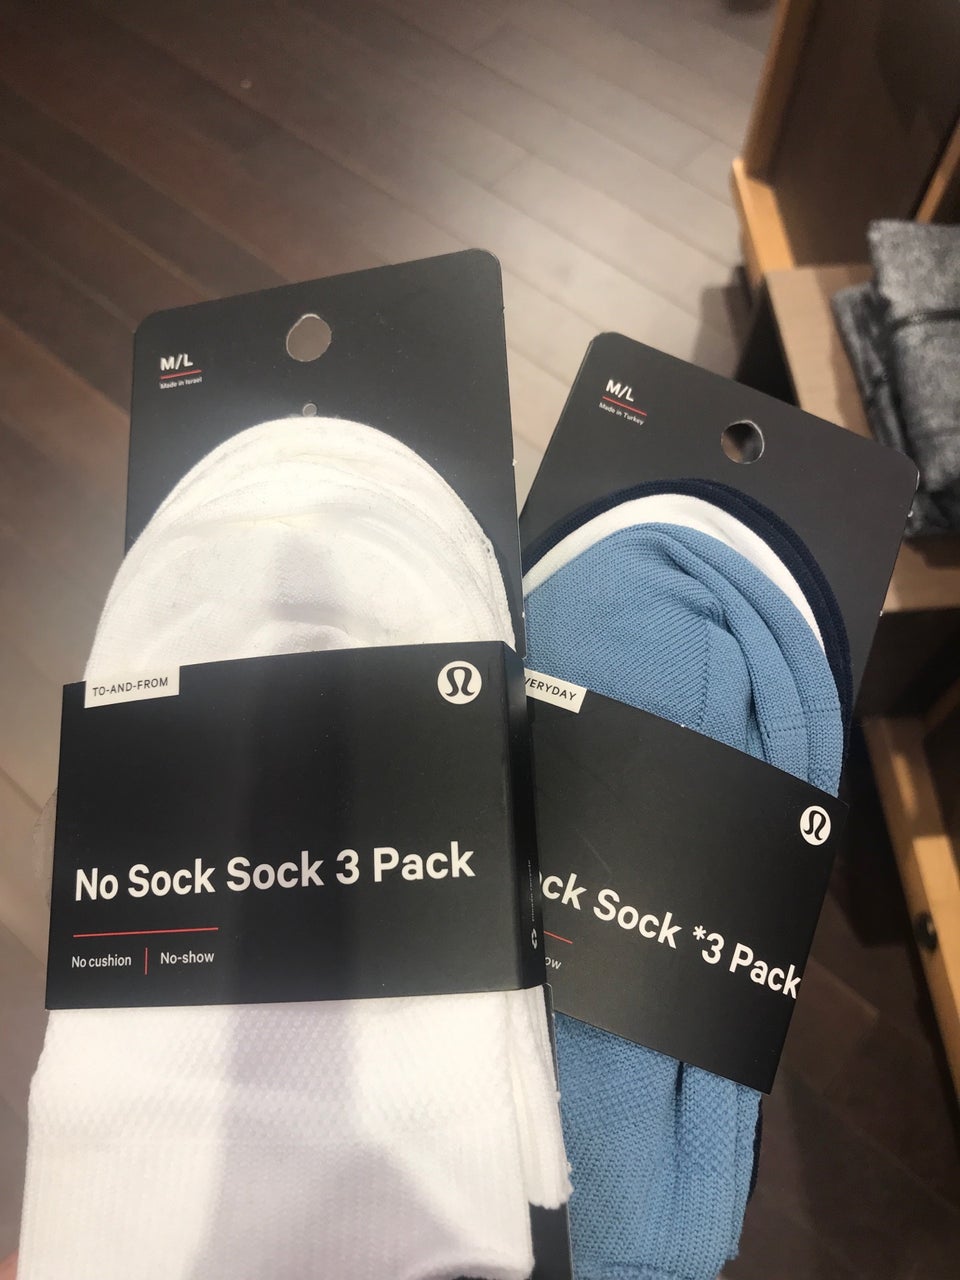 M/L
Made in Israel
TO-AND-FROM
No Sock Sock 3 Pack
No cushion | No-show
M/L
Made in Turkey
VERYDAY
ock Sock *3 Pack
ow